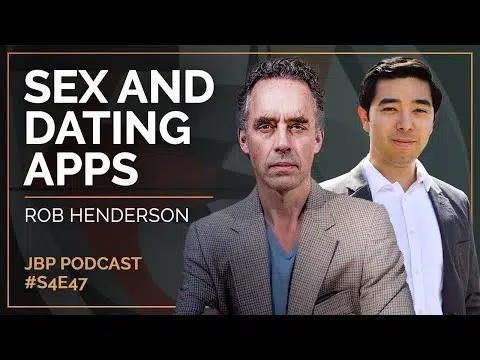 SEX AND
DATING
APPS
ROB HENDERSON
JBP PODCAST
#S4E47